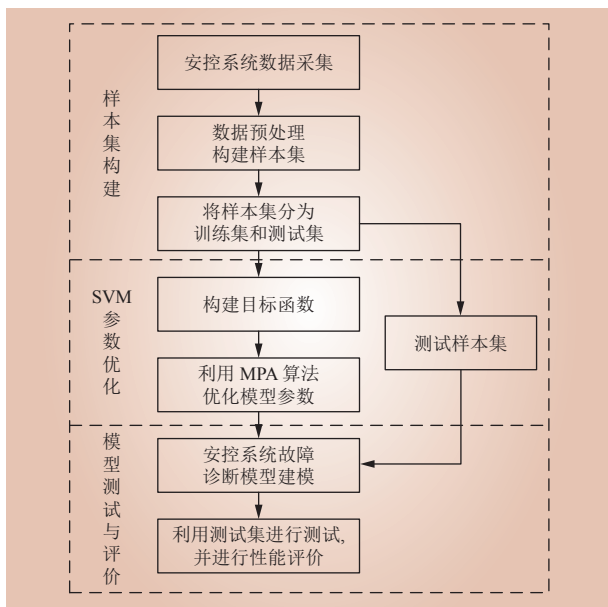 样本集构建
安控系统数据采集
数据预处理
构建样本集
将样本集分为
训练集和测试集
SVM
参数优化
构建目标函数
利用 MPA 算法
优化模型参数
测试样本集
模型测试与评价
安控系统故障
诊断模型建模
利用测试集进行测试,
并进行性能评价